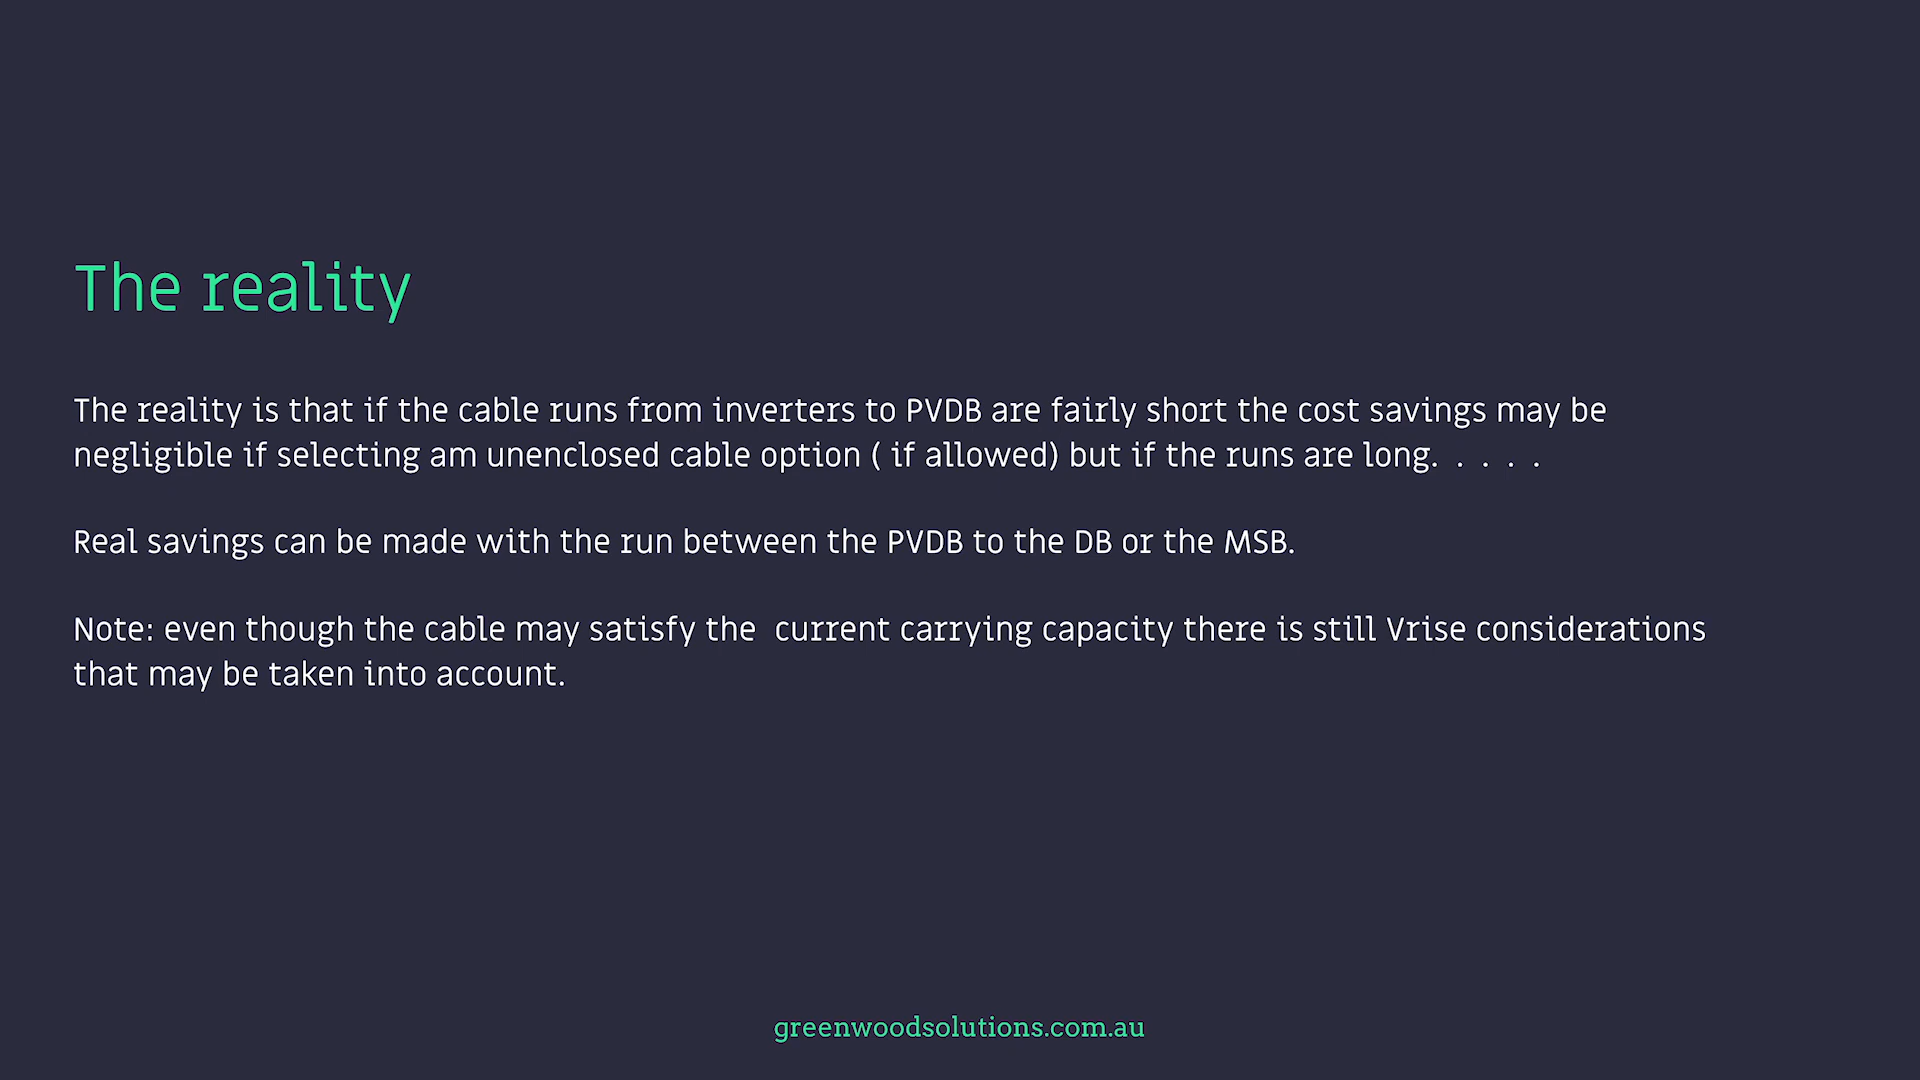 The reality
The reality is that if the cable runs from inverters to PVDB are fairly short the cost savings may be
negligible if selecting am unenclosed cable option ( if allowed) but if the runs are long. . . . .
Real savings can be made with the run between the PVDB to the DB or the MSB.
Note: even though the cable may satisfy the  current carrying capacity there is still Vrise considerations
that may be taken into account.
greenwoodsolutions.com.au